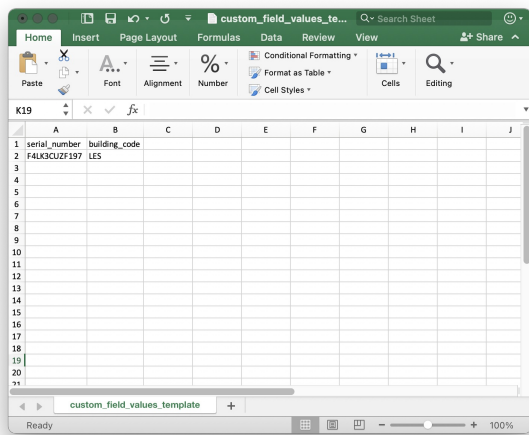 custom_field_values_te...
Search Sheet
Home Insert Page Layout Formulas Data Review View Share
Paste
A
Font
Alignment
%
Number
Conditional Formatting
Format as Table
Cell Styles
Cells
Editing
K19 fx
A B C D E F G H I J
1 serial_number building_code
2 F4LK3CUZF197 LES
3
4
5
6
7
8
9
10
11
12
13
14
15
16
17
18
19
20
21
custom_field_values_template +
Ready 100%